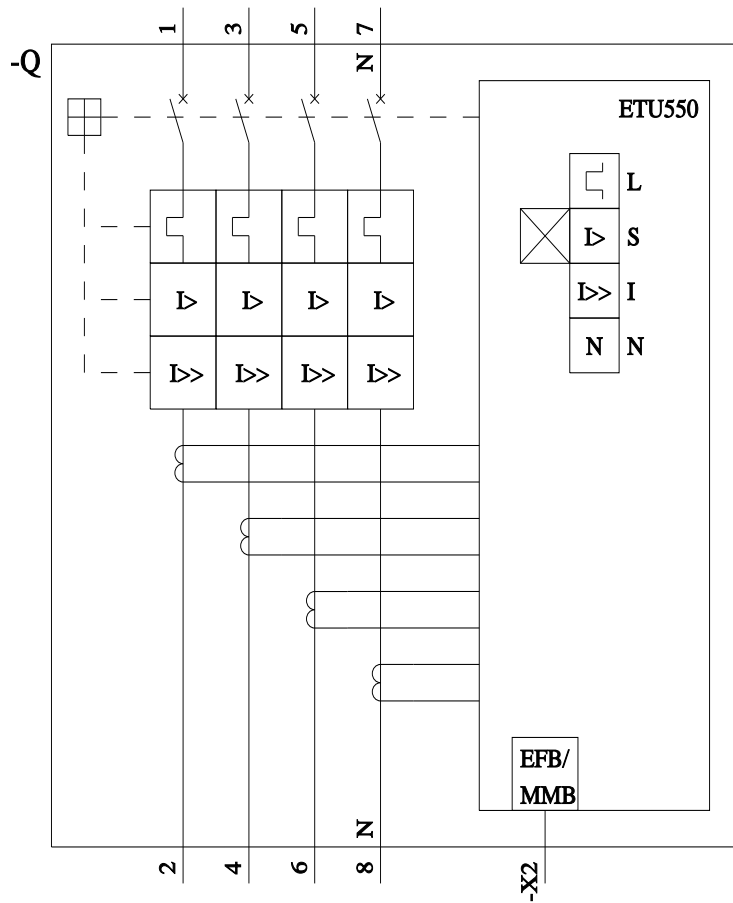 1 3 5 7
-Q
N
ETU550
L
I> S
I> I> I> I>
I>> I
N N
I>> I>> I>> I>>
EFB/
MMB
N
2 4 6 8 -X2